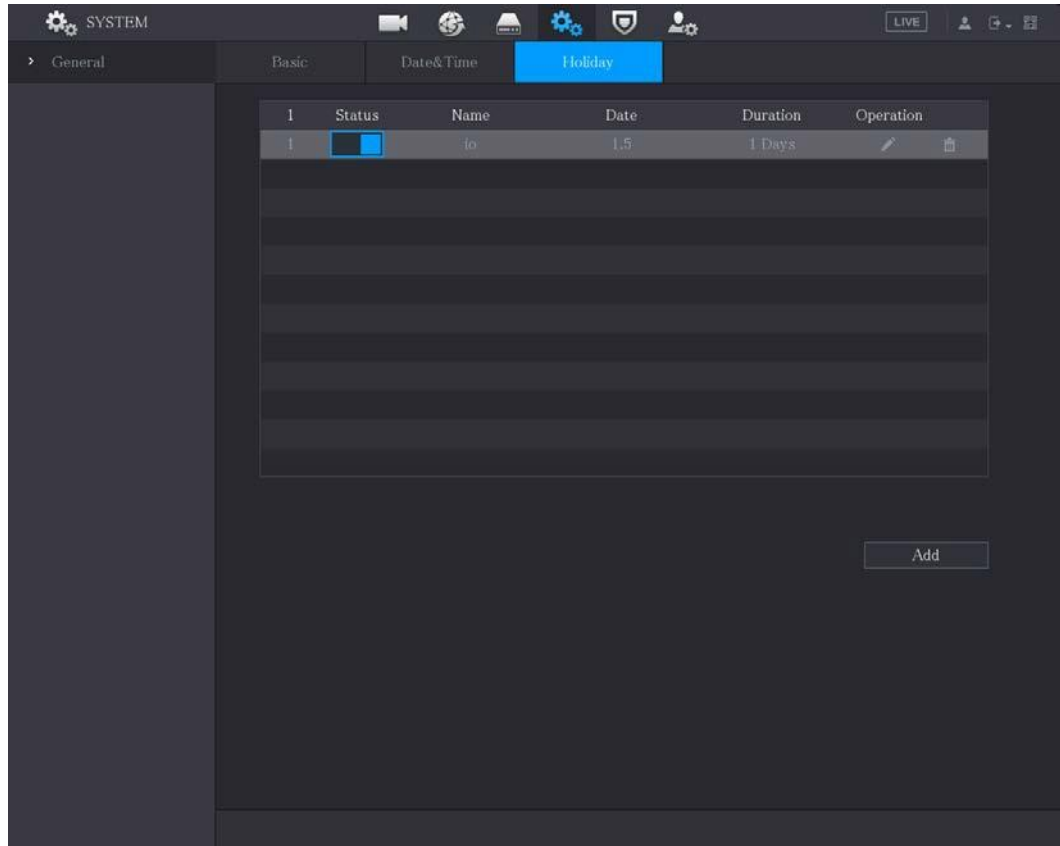 SYSTEM LIVE
General Basic Date&Time Holiday
1 Status Name Date Duration Operation
1 io 1.5 1 Days
Add